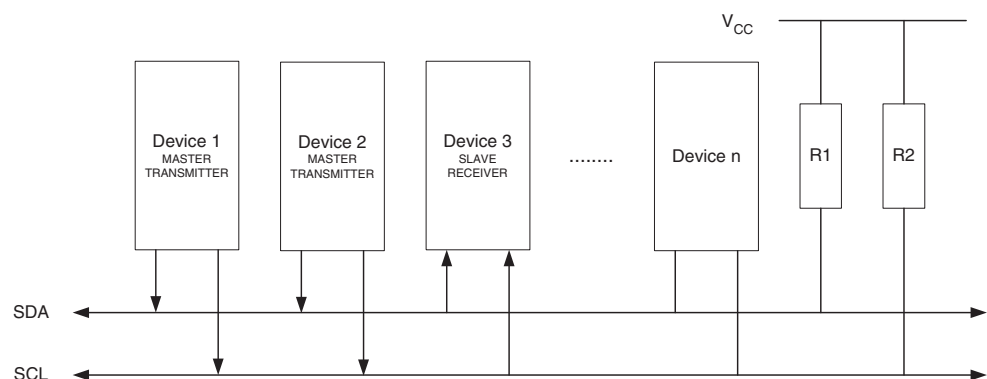 VCC
Device 1
MASTER
TRANSMITTER
Device 2
MASTER
TRANSMITTER
Device 3
SLAVE
RECEIVER
........
Device n
R1
R2
SDA
SCL